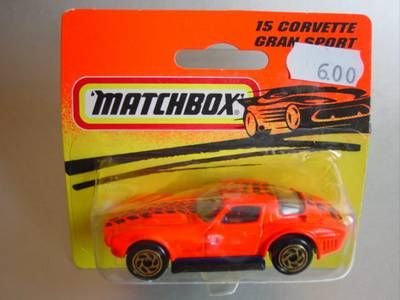 15 CORVETTE
GRAN SPORT
6.00
MATCHBOX